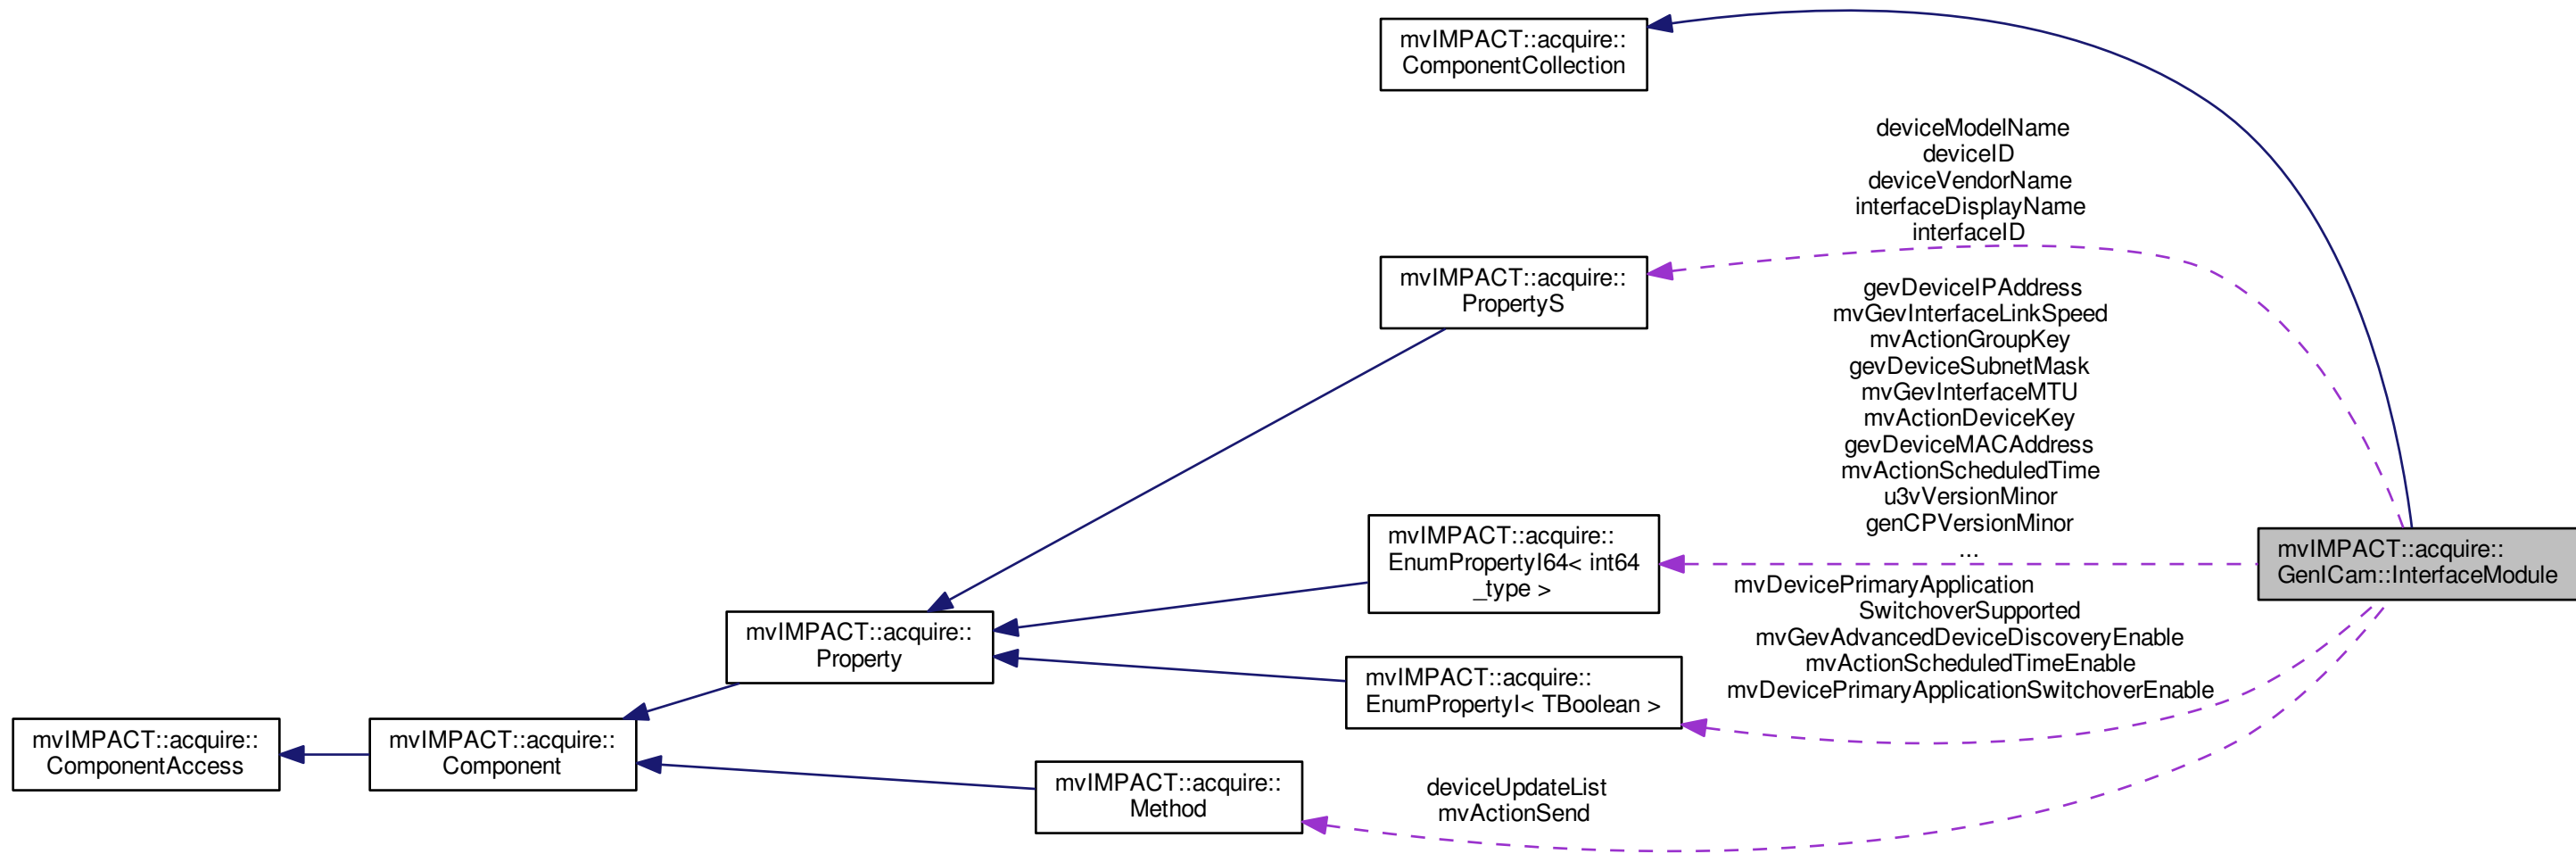 mvIMPACT::acquire::
ComponentCollection
deviceModelName
deviceID
deviceVendorName
interfaceDisplayName
interfaceID
mvIMPACT::acquire::
PropertyS
gevDeviceIPAddress
mvGevInterfaceLinkSpeed
mvActionGroupKey
gevDeviceSubnetMask
mvGevInterfaceMTU
mvActionDeviceKey
gevDeviceMACAddress
mvActionScheduledTime
u3vVersionMinor
genCPVersionMinor
...
mvIMPACT::acquire::
EnumPropertyI64< int64
_type >
mvIMPACT::acquire::
GenICam::InterfaceModule
mvDevicePrimaryApplication
SwitchoverSupported
mvGevAdvancedDeviceDiscoveryEnable
mvActionScheduledTimeEnable
mvDevicePrimaryApplicationSwitchoverEnable
mvIMPACT::acquire::
Property
mvIMPACT::acquire::
EnumPropertyI< TBoolean >
mvIMPACT::acquire::
ComponentAccess
mvIMPACT::acquire::
Component
mvIMPACT::acquire::
Method
deviceUpdateList
mvActionSend